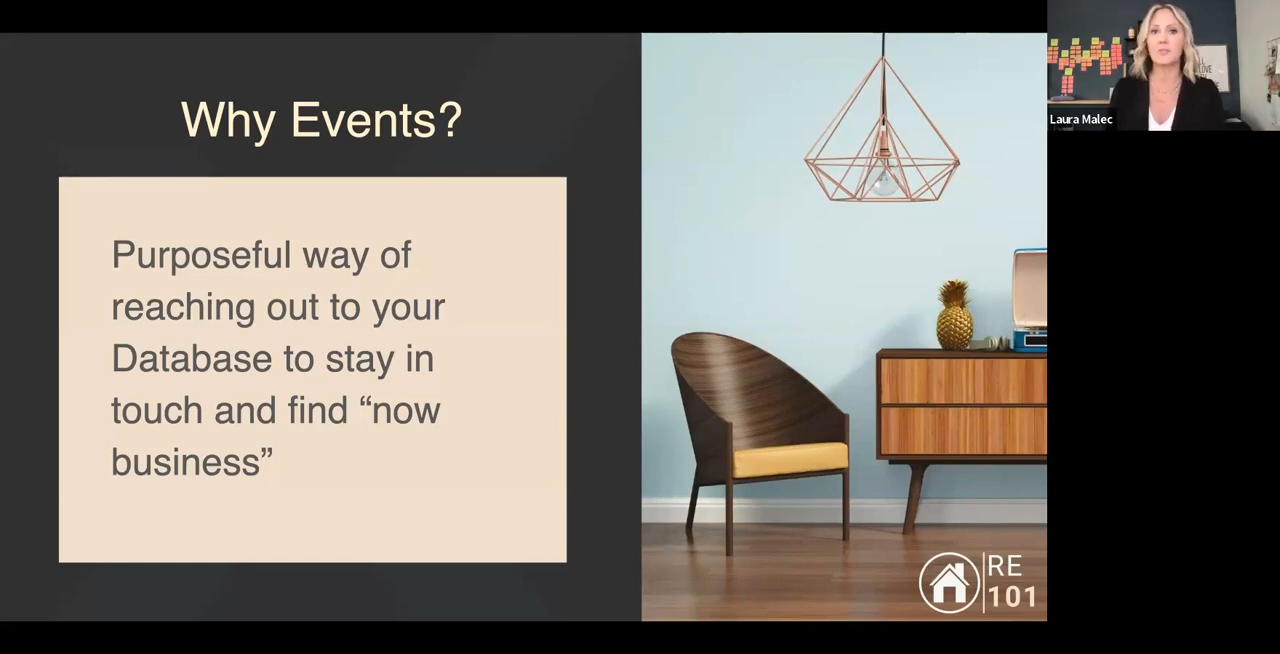 Why Events?
Purposeful way of
reaching out to your
Database to stay in
touch and find “now
business”
RE
101
Laura Malec